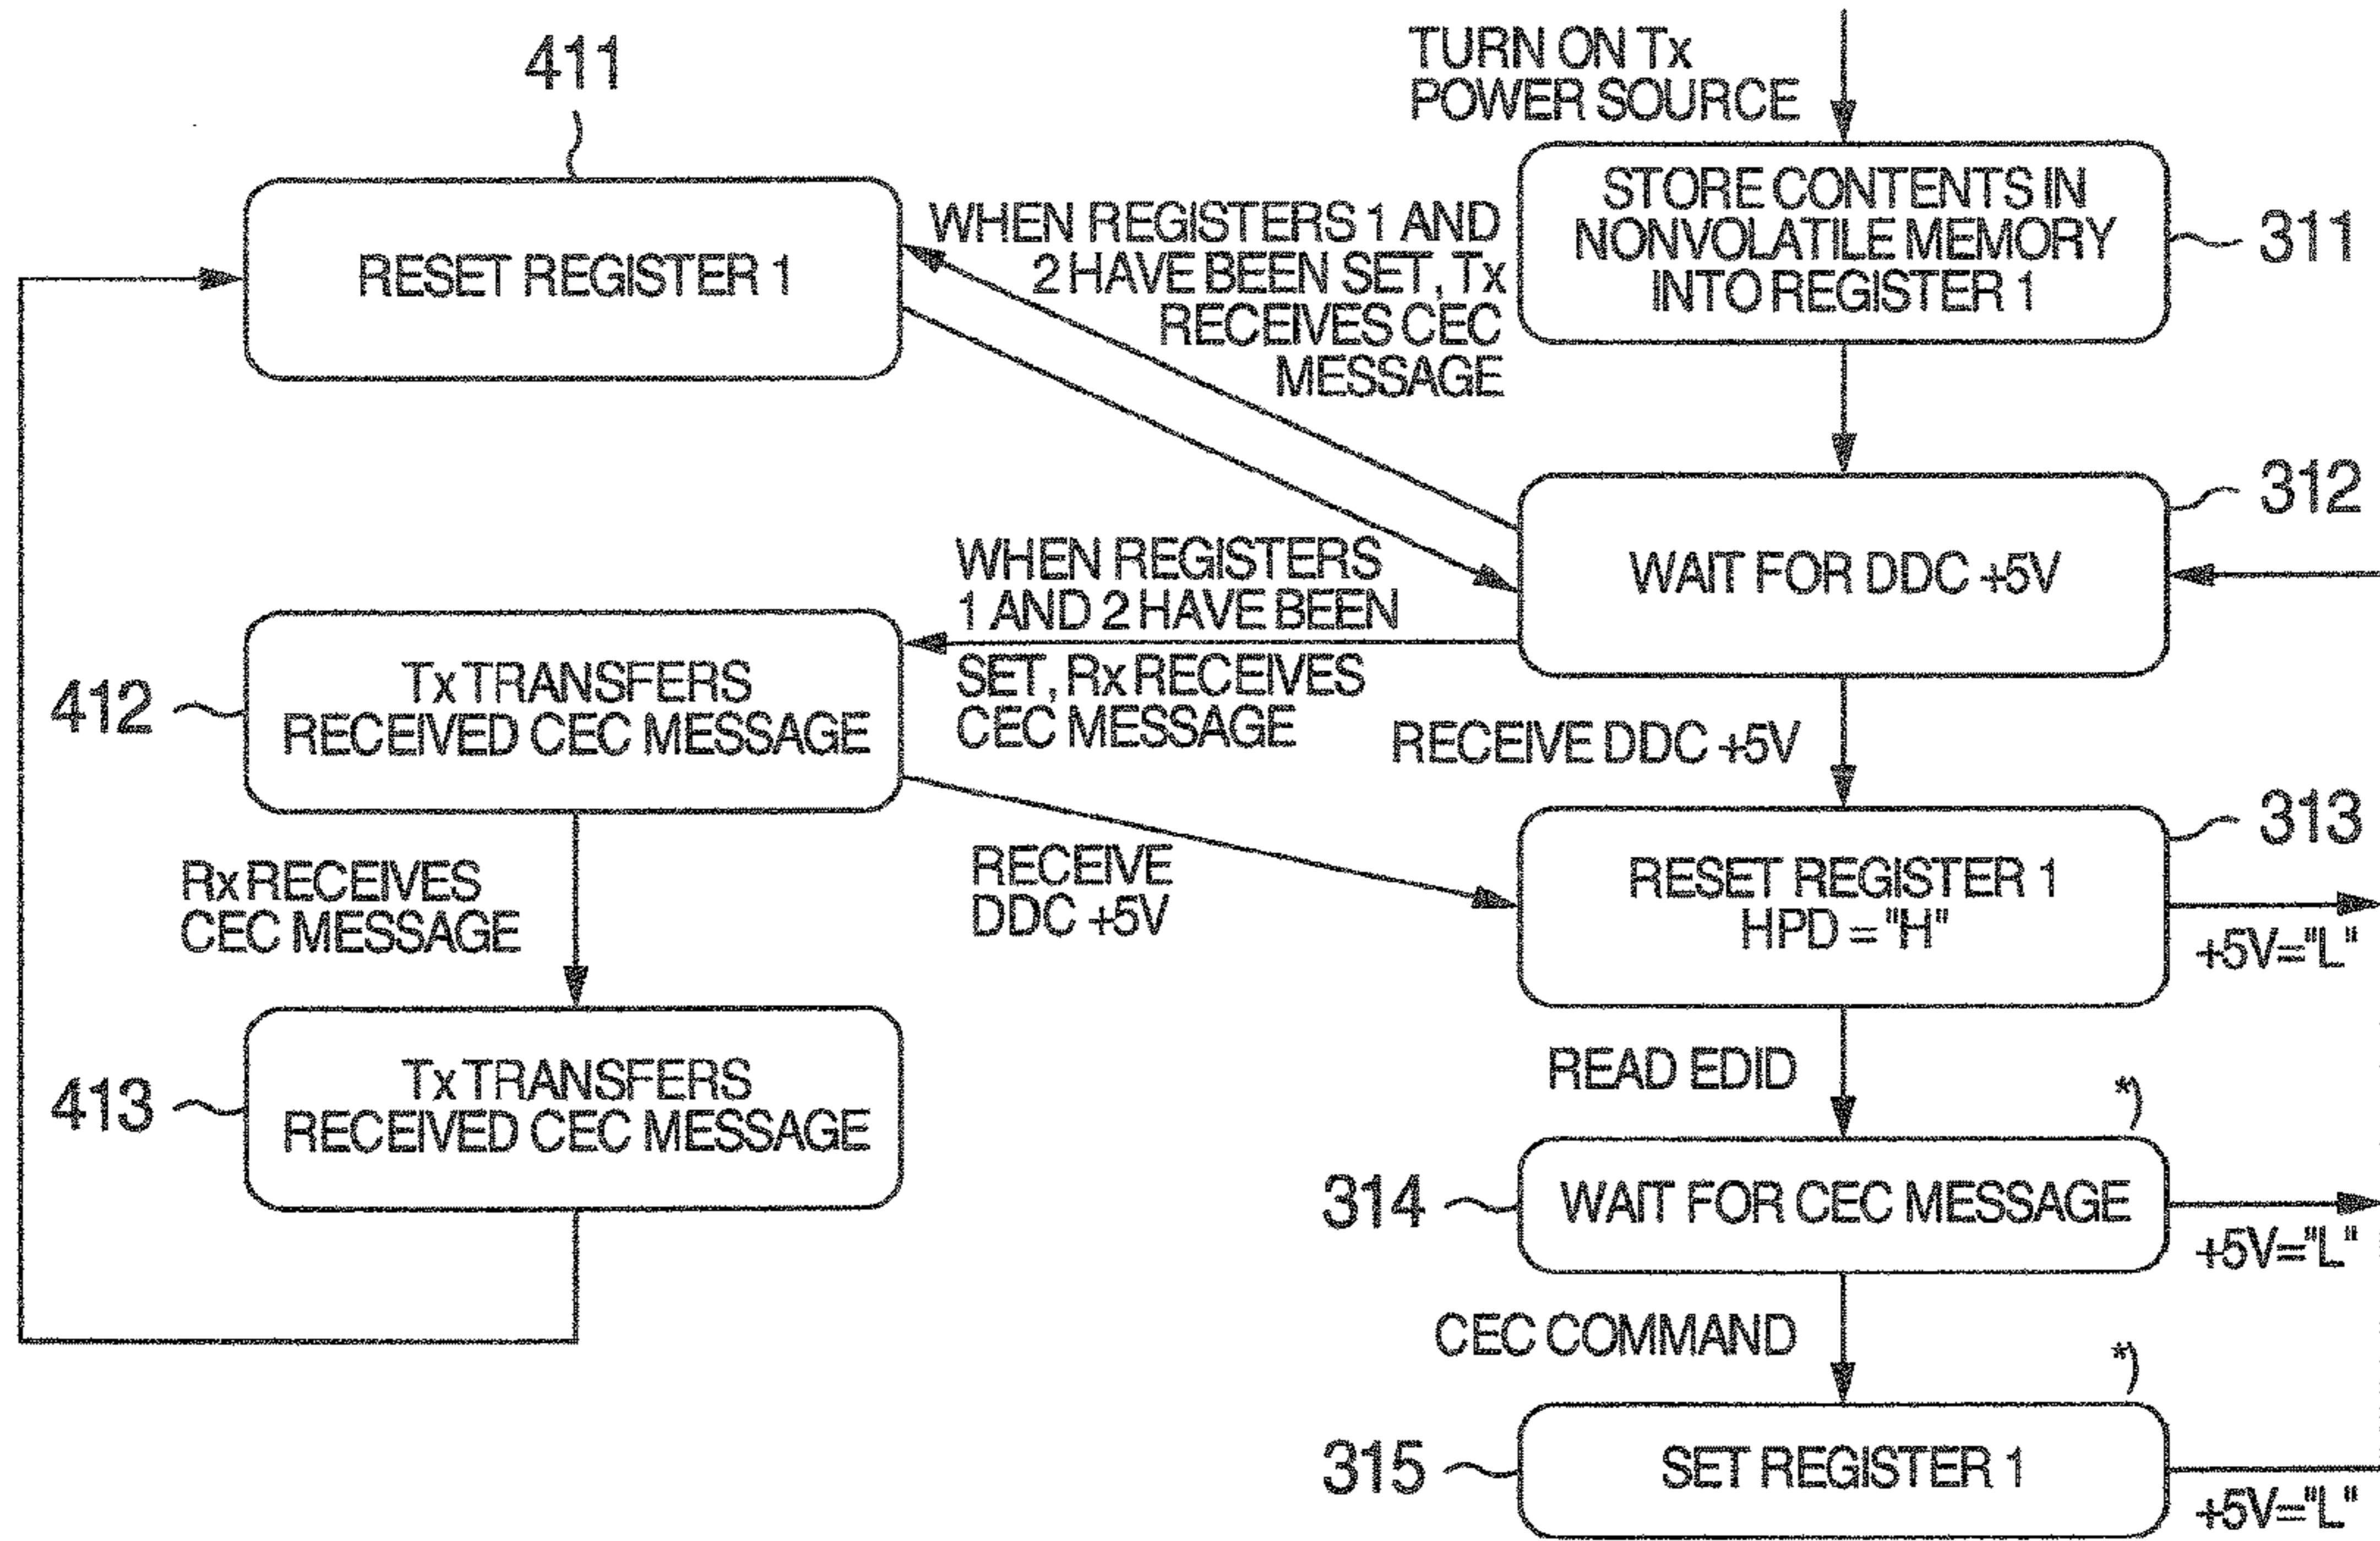 TURN ON Tx
POWER SOURCE
411
RESET REGISTER 1
WHEN REGISTERS 1 AND
2 HAVE BEEN SET, Tx
RECEIVES CEC
MESSAGE
STORE CONTENTS IN
NONVOLATILE MEMORY
INTO REGISTER 1
311
312
WAIT FOR DDC +5V
WHEN REGISTERS
1 AND 2 HAVE BEEN
SET, Rx RECEIVES
CEC MESSAGE
412
Tx TRANSFERS
RECEIVED CEC MESSAGE
RECEIVE DDC +5V
313
RESET REGISTER 1
HPD = "H"
+5V="L"
Rx RECEIVES
CEC MESSAGE
RECEIVE
DDC +5V
READ EDID
413
Tx TRANSFERS
RECEIVED CEC MESSAGE
*)
314
WAIT FOR CEC MESSAGE
+5V="L"
CEC COMMAND
*)
315
SET REGISTER 1
+5V="L"